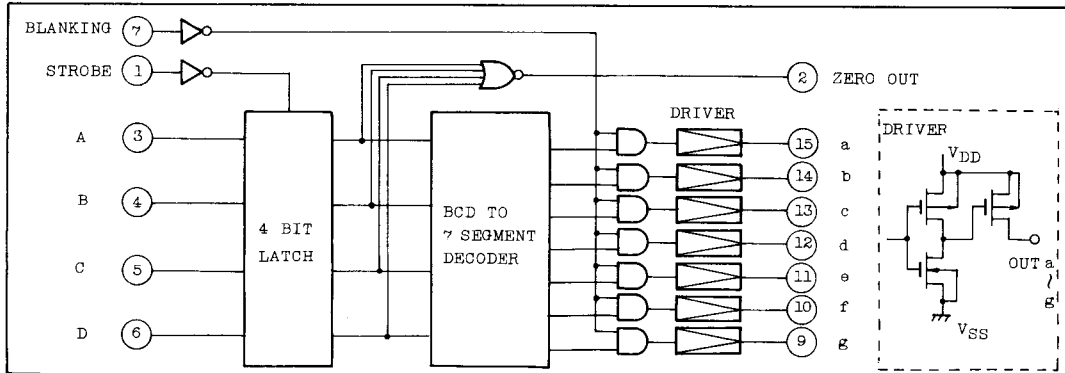 BLANKING 7
STROBE 1
2 ZERO OUT
A 3
B 4
C 5
D 6
4 BIT
LATCH
BCD TO
7 SEGMENT
DECODER
DRIVER
15 a
14 b
13 c
12 d
11 e
10 f
9 g
DRIVER
VDD
OUT a
~
g
VSS